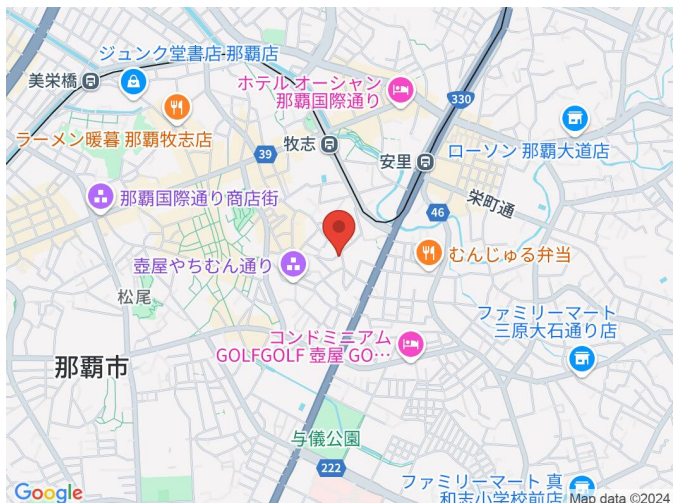 ジュンク堂書店 那覇店
美栄橋
ホテル オーシャン
那覇国際通り
330
ラーメン暖暮 那覇牧志店
39
牧志
安里
ローソン 那覇大道店
那覇国際通り商店街
栄町通
46
壺屋やちむん通り
むんじゅる弁当
松尾
ファミリーマート
三原大石通り店
コンドミニアム
GOLFGOLF 壺屋 GO…
那覇市
与儀公園
222
ファミリーマート 真
和志小学校前店
Google
Map data ©2024